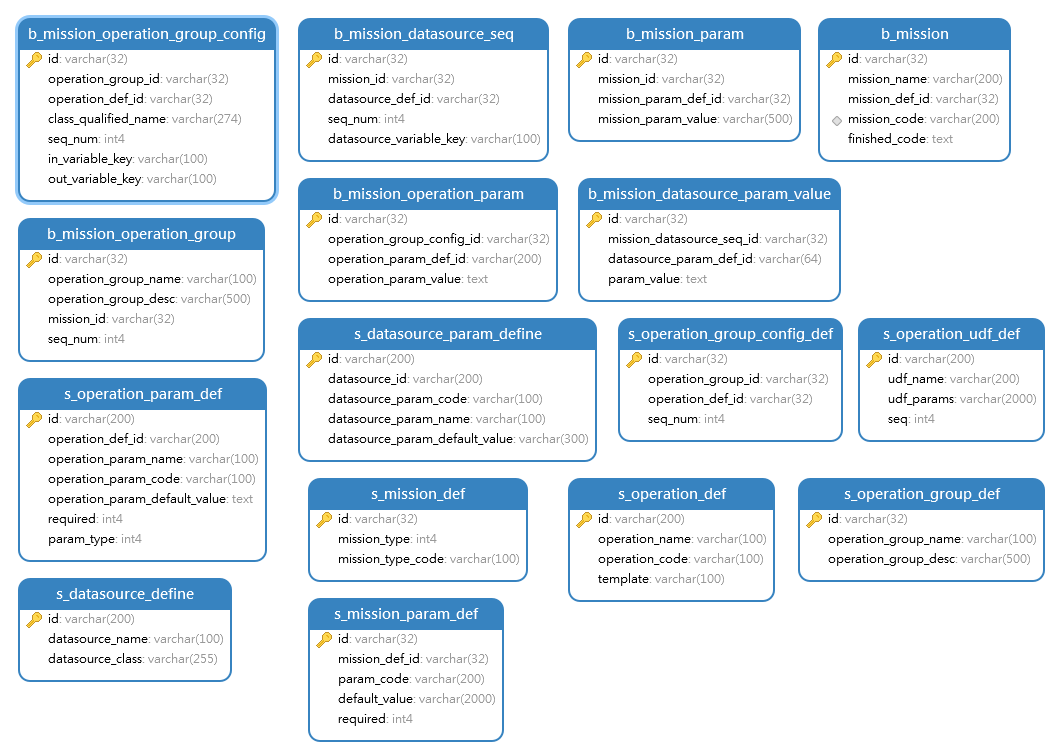 b_mission_operation_group_config
id: varchar(32)
operation_group_id: varchar(32)
operation_def_id: varchar(32)
class_qualified_name: varchar(274)
seq_num: int4
in_variable_key: varchar(100)
out_variable_key: varchar(100)
b_mission_datasource_seq
id: varchar(32)
mission_id: varchar(32)
datasource_def_id: varchar(32)
seq_num: int4
datasource_variable_key: varchar(100)
b_mission_param
id: varchar(32)
mission_id: varchar(32)
mission_param_def_id: varchar(32)
mission_param_value: varchar(500)
b_mission
id: varchar(32)
mission_name: varchar(200)
mission_def_id: varchar(32)
mission_code: varchar(200)
finished_code: text
b_mission_operation_group
id: varchar(32)
operation_group_name: varchar(100)
operation_group_desc: varchar(500)
mission_id: varchar(32)
seq_num: int4
b_mission_operation_param
id: varchar(32)
operation_group_config_id: varchar(32)
operation_param_def_id: varchar(200)
operation_param_value: text
b_mission_datasource_param_value
id: varchar(32)
mission_datasource_seq_id: varchar(32)
datasource_param_def_id: varchar(64)
param_value: text
s_datasource_param_define
id: varchar(200)
datasource_id: varchar(200)
datasource_param_code: varchar(100)
datasource_param_name: varchar(100)
datasource_param_default_value: varchar(300)
s_operation_group_config_def
id: varchar(32)
operation_group_id: varchar(32)
operation_def_id: varchar(32)
seq_num: int4
s_operation_udf_def
id: varchar(200)
udf_name: varchar(200)
udf_params: varchar(2000)
seq: int4
s_operation_param_def
id: varchar(200)
operation_def_id: varchar(200)
operation_param_name: varchar(100)
operation_param_code: varchar(100)
operation_param_default_value: text
required: int4
param_type: int4
s_mission_def
id: varchar(32)
mission_type: int4
mission_type_code: varchar(100)
s_operation_def
id: varchar(200)
operation_name: varchar(100)
operation_code: varchar(100)
template: varchar(100)
s_operation_group_def
id: varchar(32)
operation_group_name: varchar(100)
operation_group_desc: varchar(500)
s_datasource_define
id: varchar(200)
datasource_name: varchar(100)
datasource_class: varchar(255)
s_mission_param_def
id: varchar(32)
mission_def_id: varchar(32)
param_code: varchar(200)
default_value: varchar(2000)
required: int4